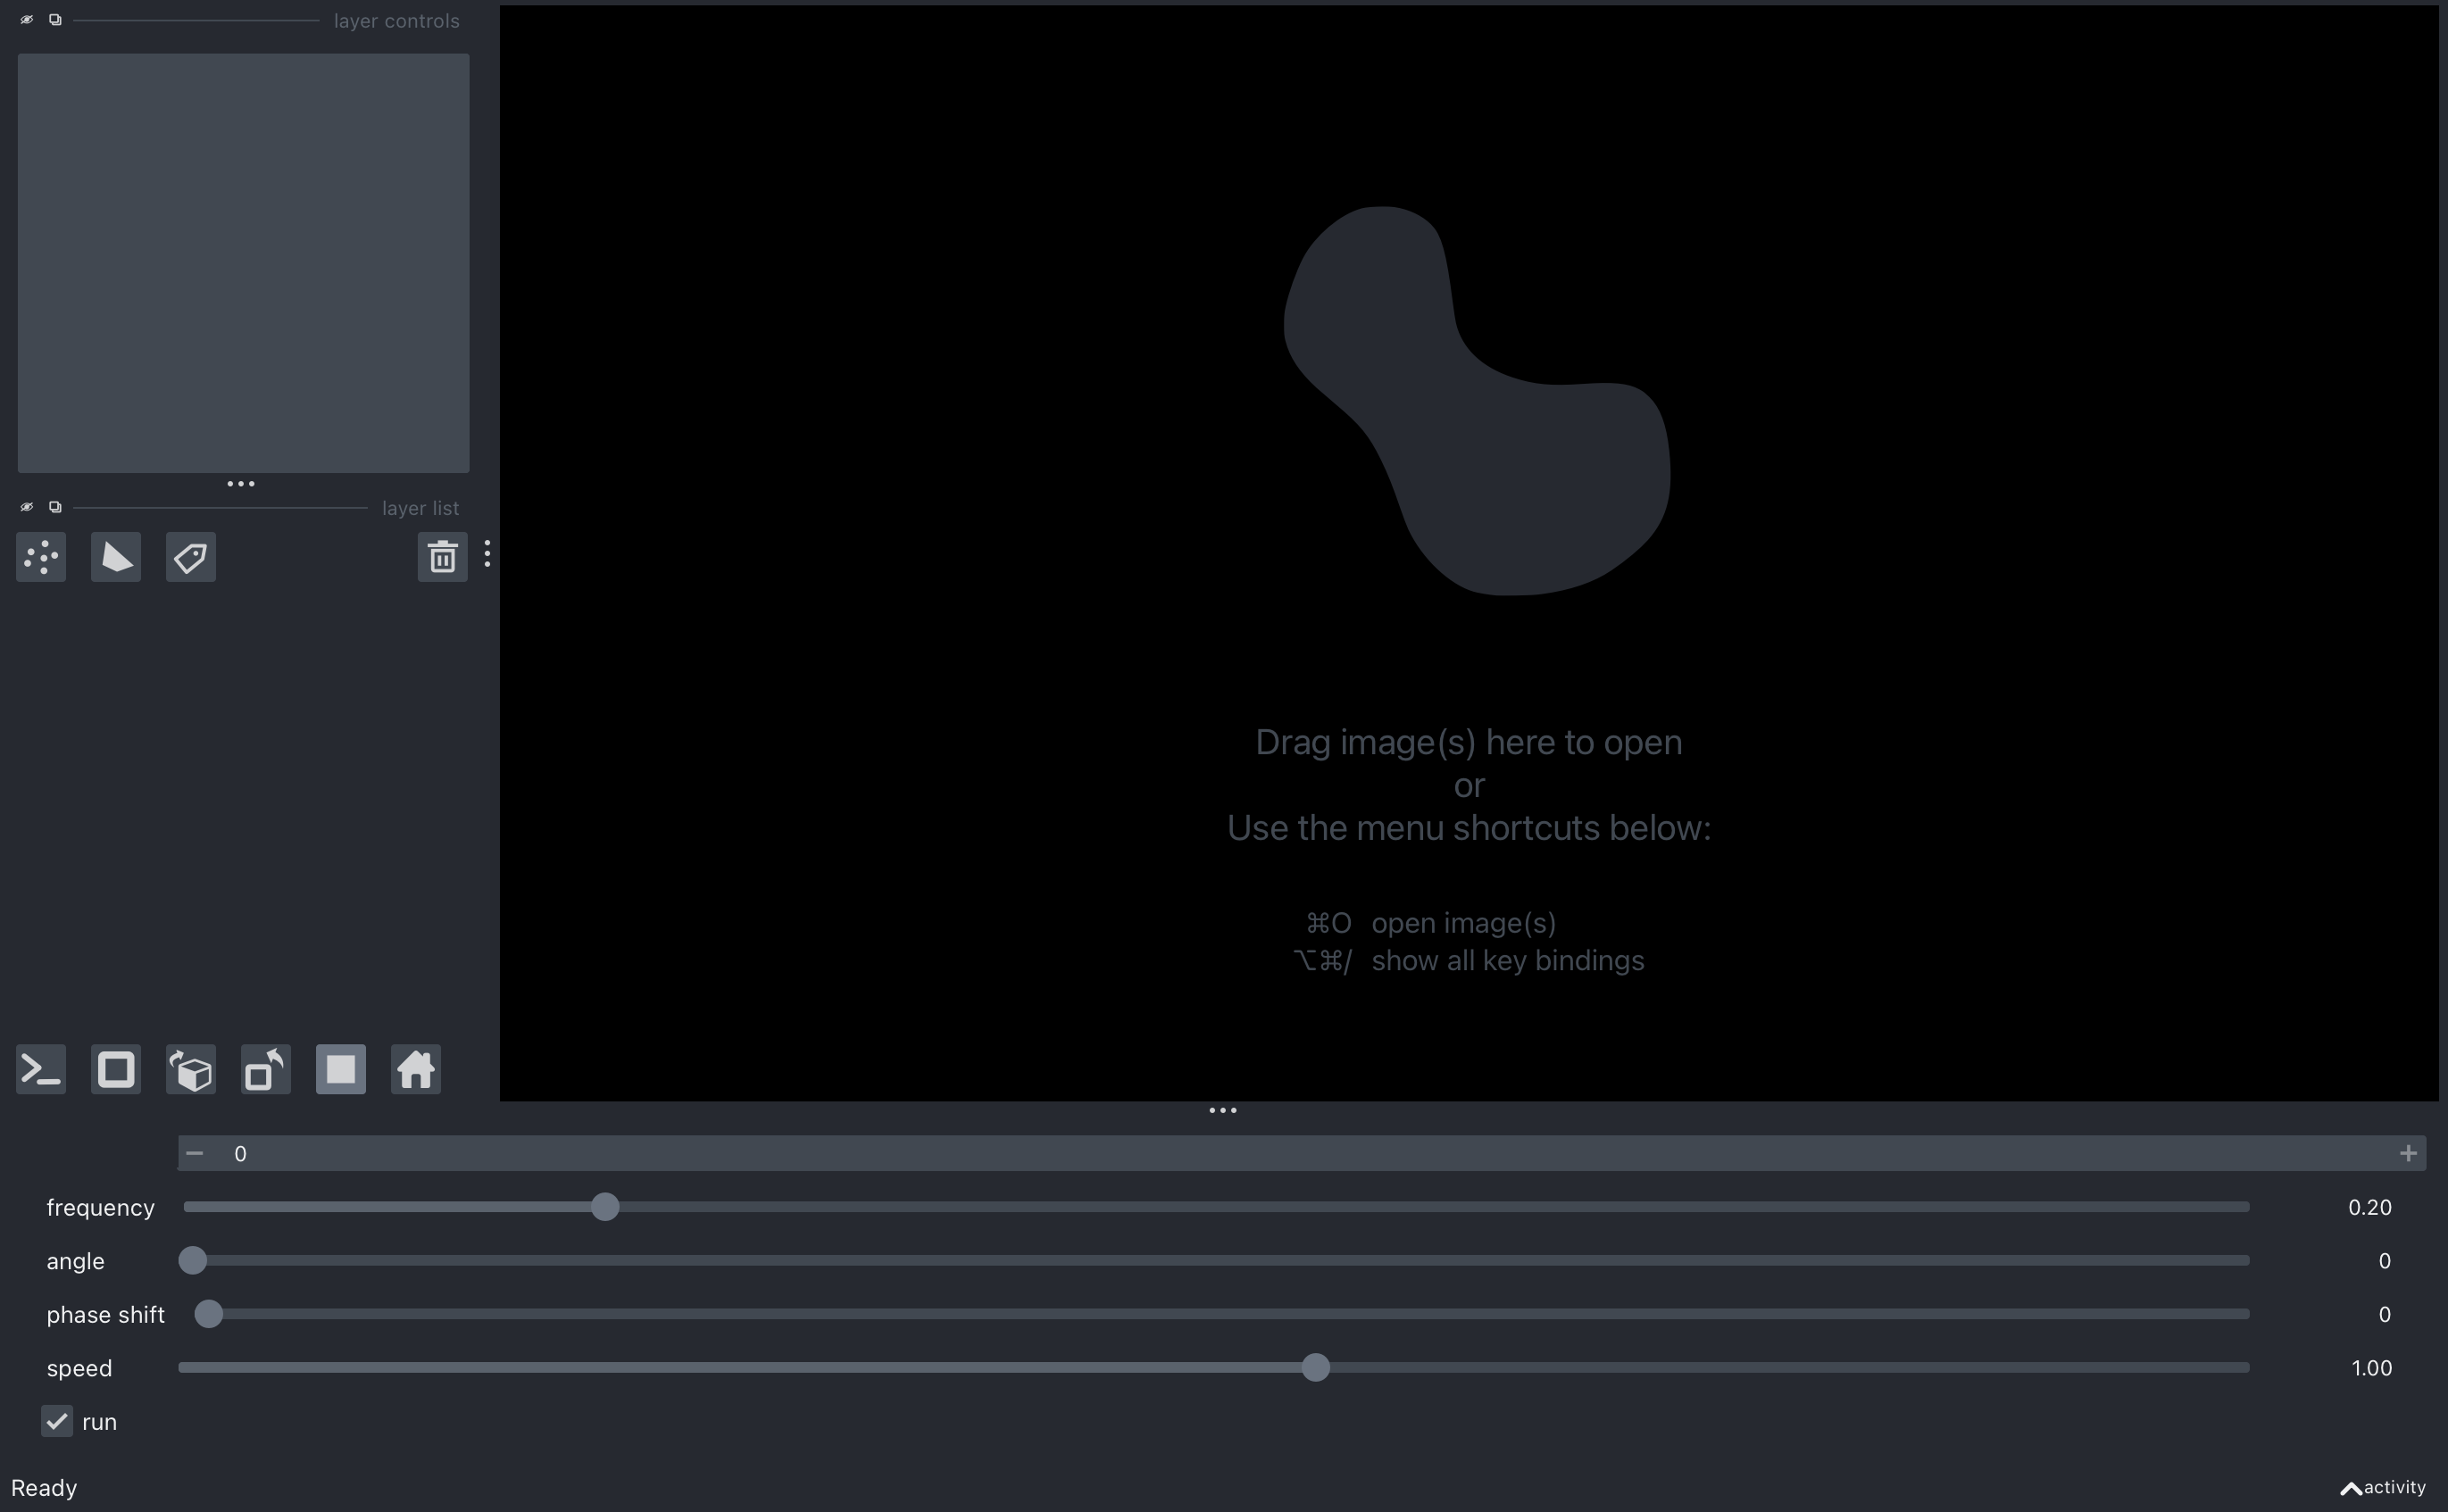 layer controls
layer list
Drag image(s) here to open
or
Use the menu shortcuts below:
⌘O open image(s)
⌥⌘/ show all key bindings
0
frequency 0.20
angle 0
phase shift 0
speed 1.00
run
Ready activity